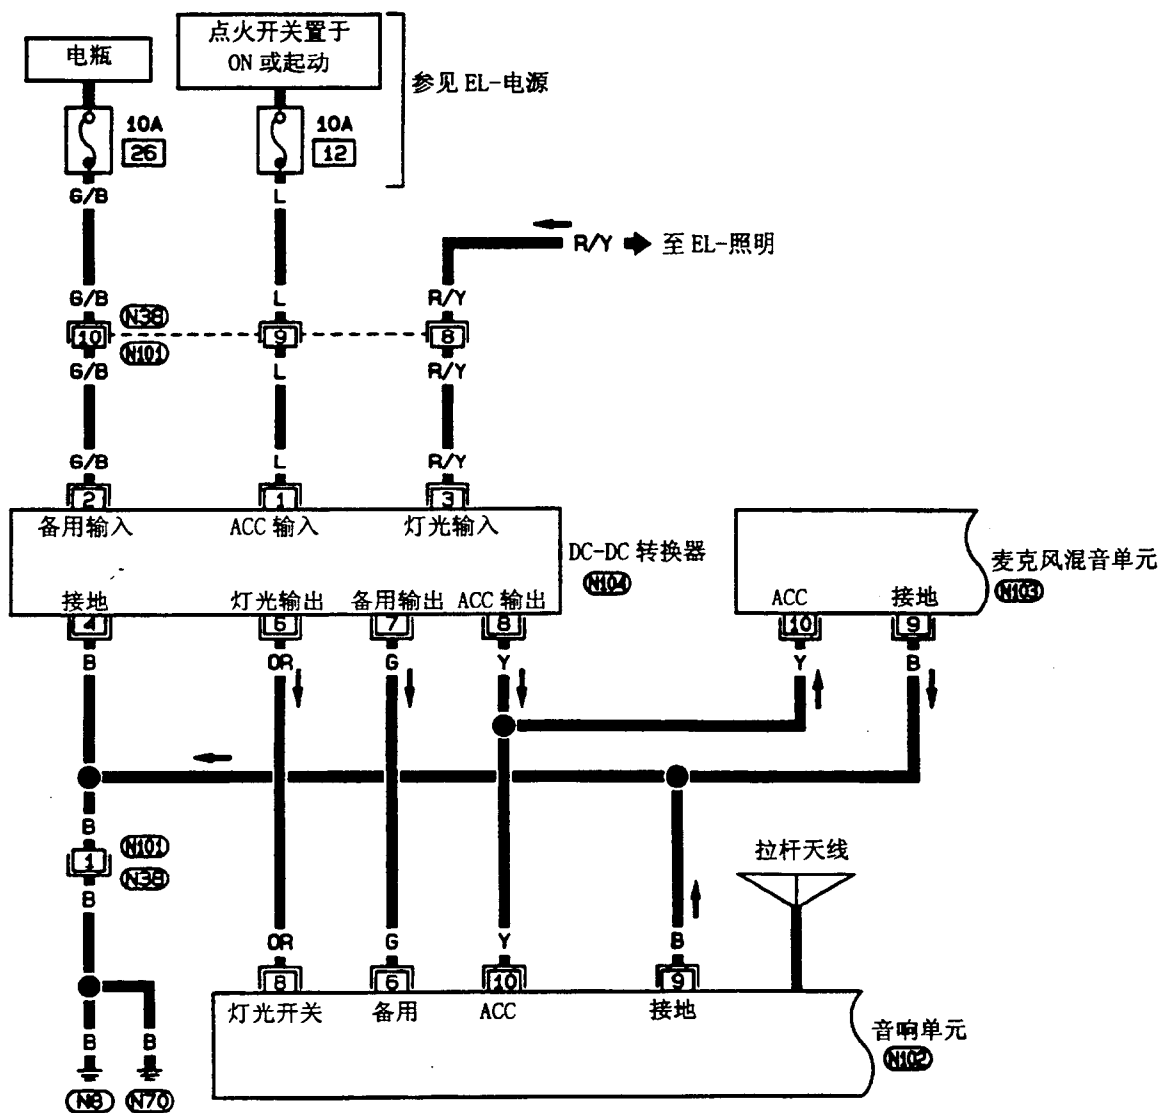 电瓶
点火开关置于
ON 或起动
参见 EL-电源
10A
26
10A
12
G/B
L
R/Y
至 EL-照明
G/B
L
R/Y
N38
10
9
8
N101
G/B
L
R/Y
G/B
L
R/Y
2
1
3
备用输入
ACC 输入
灯光输入
DC-DC 转换器
N104
麦克风混音单元
N103
接地
灯光输出
备用输出
ACC 输出
ACC
接地
4
6
7
8
10
9
B
OR
G
Y
Y
B
B
N101
1
N38
B
拉杆天线
OR
G
Y
B
8
6
10
9
灯光开关
备用
ACC
接地
音响单元
N102
B
B
N8
N70